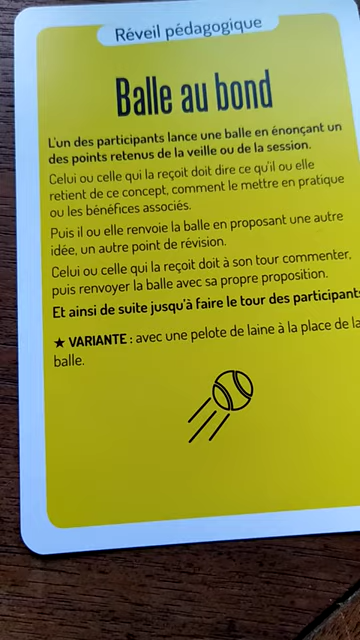 Réveil pédagogique
Balle au bond
L'un des participants lance une balle en énonçant un
des points retenus de la veille ou de la session.
Celui ou celle qui la reçoit doit dire ce qu'il ou elle
retient de ce concept, comment le mettre en pratique
ou les bénéfices associés.
Puis il ou elle renvoie la balle en proposant une autre
idée, un autre point de révision.
Celui ou celle qui la reçoit doit à son tour commenter,
puis renvoyer la balle avec sa propre proposition.
Et ainsi de suite jusqu'à faire le tour des participants
★ VARIANTE : avec une pelote de laine à la place de la
balle.